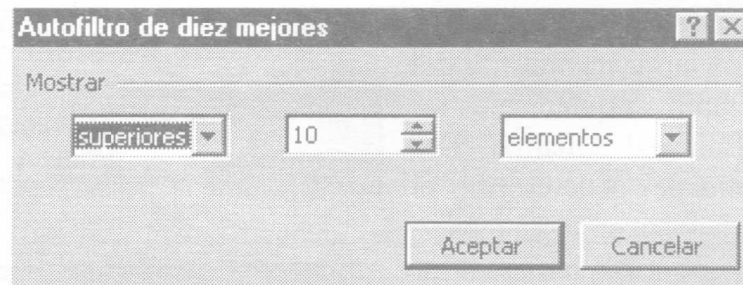 Autofiltro de diez mejores
Mostrar
superiores 10 elementos
Aceptar Cancelar